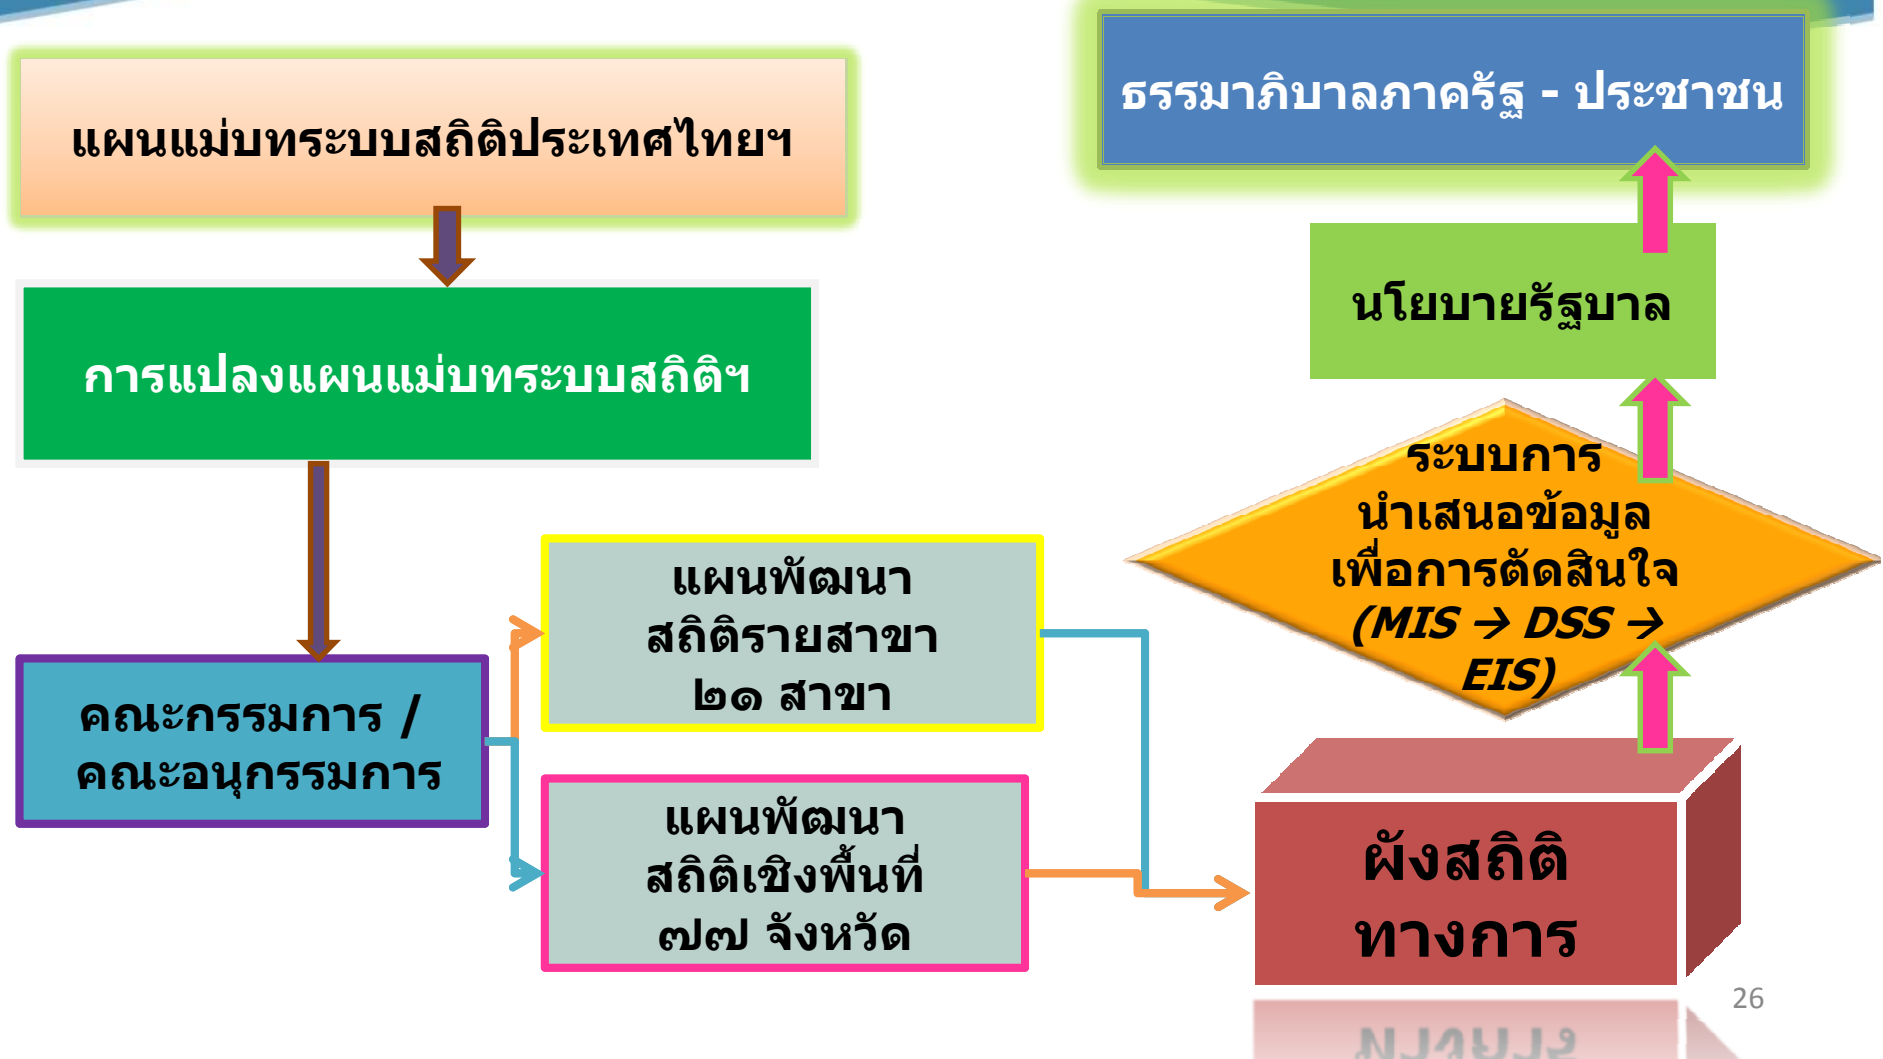 แผนแม่บทระบบสถิติประเทศไทยฯ
การแปลงแผนแม่บทระบบสถิติฯ
คณะกรรมการ /
คณะอนุกรรมการ
แผนพัฒนา
สถิติรายสาขา
๒๑ สาขา
แผนพัฒนา
สถิติเชิงพื้นที่
๗๗ จังหวัด
ผังสถิติ
ทางการ
ระบบการ
นำเสนอข้อมูล
เพื่อการตัดสินใจ
(MIS → DSS →
EIS)
นโยบายรัฐบาล
ธรรมาภิบาลภาครัฐ - ประชาชน
26